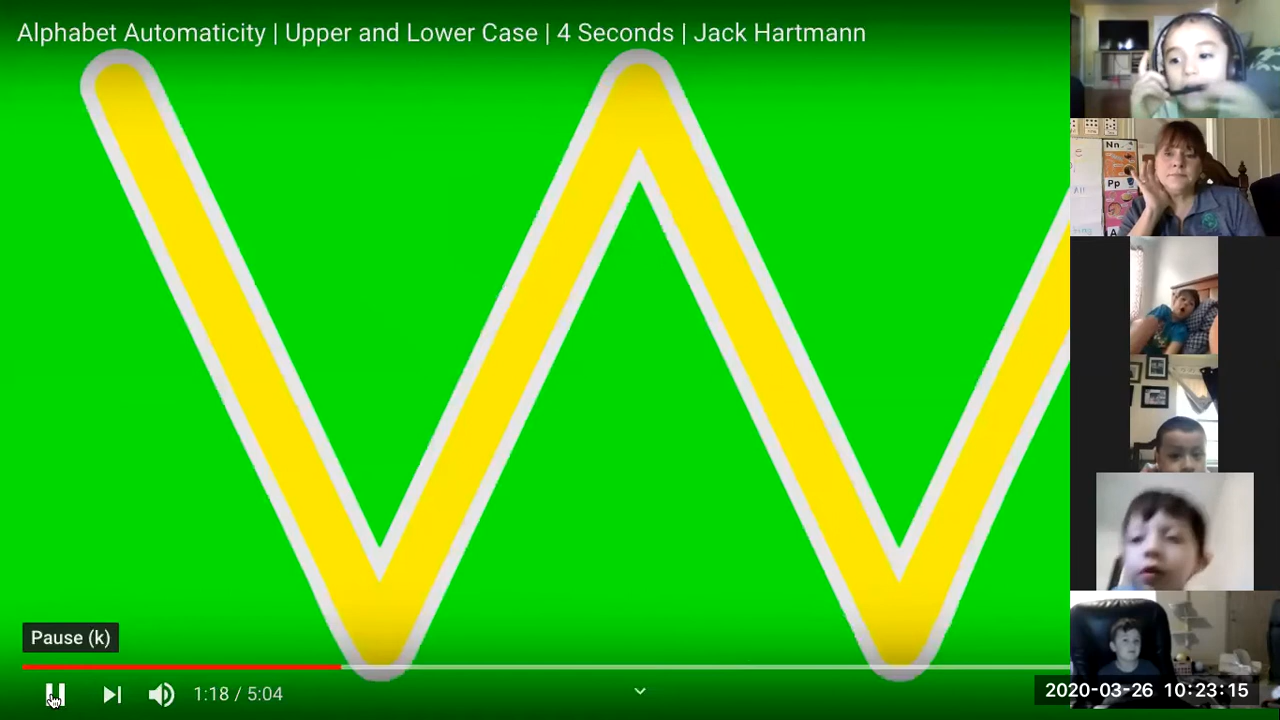 Alphabet Automaticity | Upper and Lower Case | 4 Seconds | Jack Hartmann
W
Nn
Pp
Pause (k)
1:18 / 5:04
2020-03-26 10:23:15